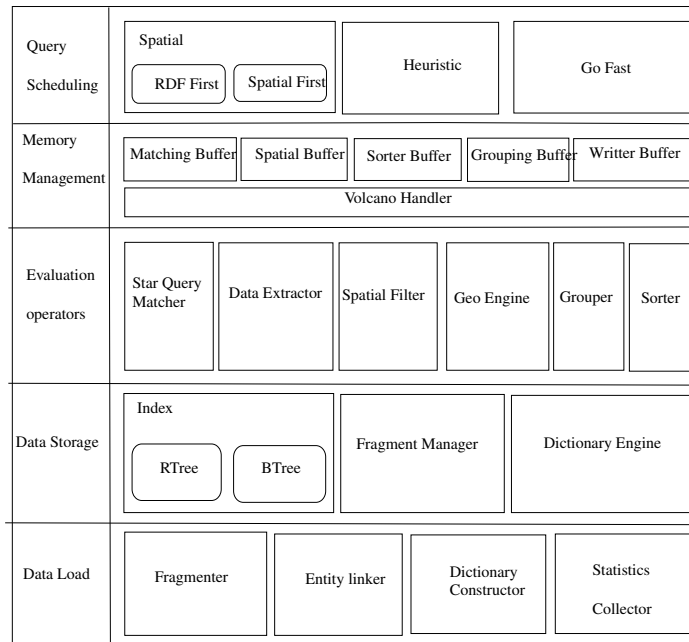 Query
Scheduling
Spatial
RDF First
Spatial First
Heuristic
Go Fast
Memory
Management
Matching Buffer
Spatial Buffer
Sorter Buffer
Grouping Buffer
Writter Buffer
Volcano Handler
Evaluation
operators
Star Query
Matcher
Data Extractor
Spatial Filter
Geo Engine
Grouper
Sorter
Data Storage
Index
RTree
BTree
Fragment Manager
Dictionary Engine
Data Load
Fragmenter
Entity linker
Dictionary
Constructor
Statistics
Collector